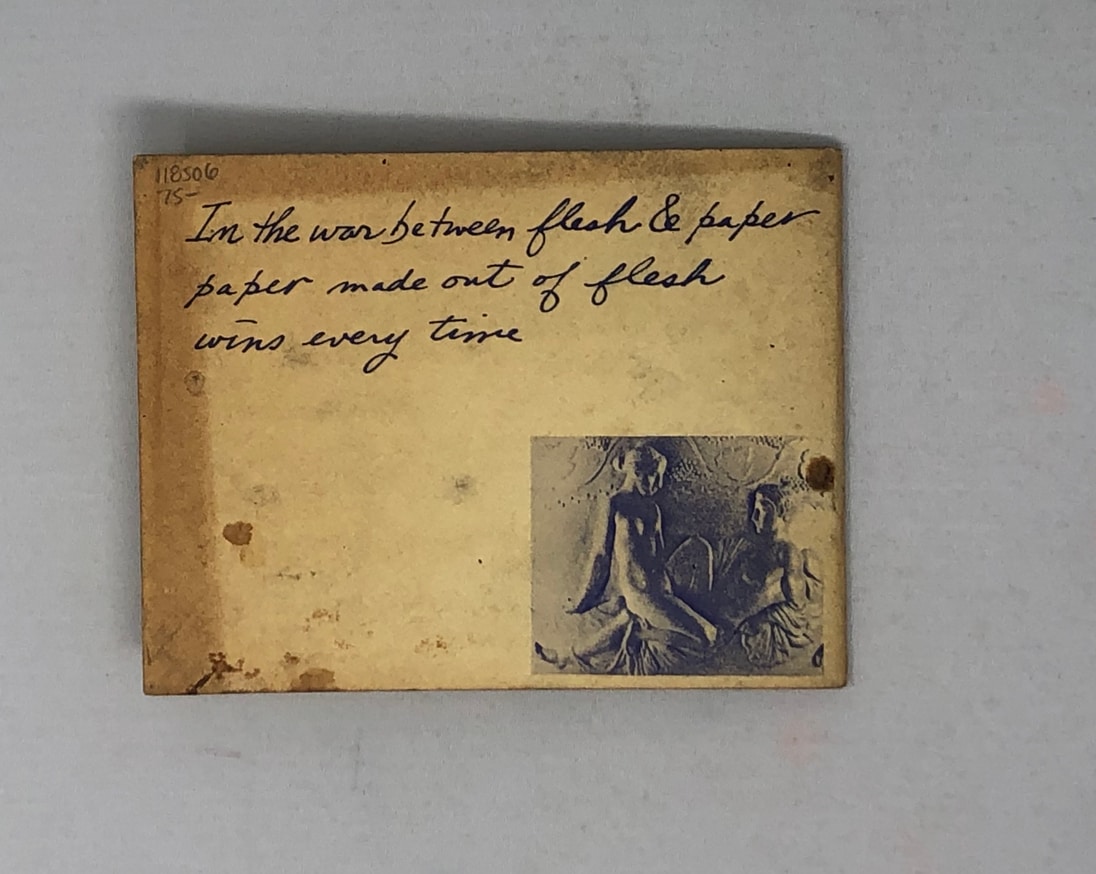 118506
75-
In the war between flesh & paper
paper made out of flesh
wins every time